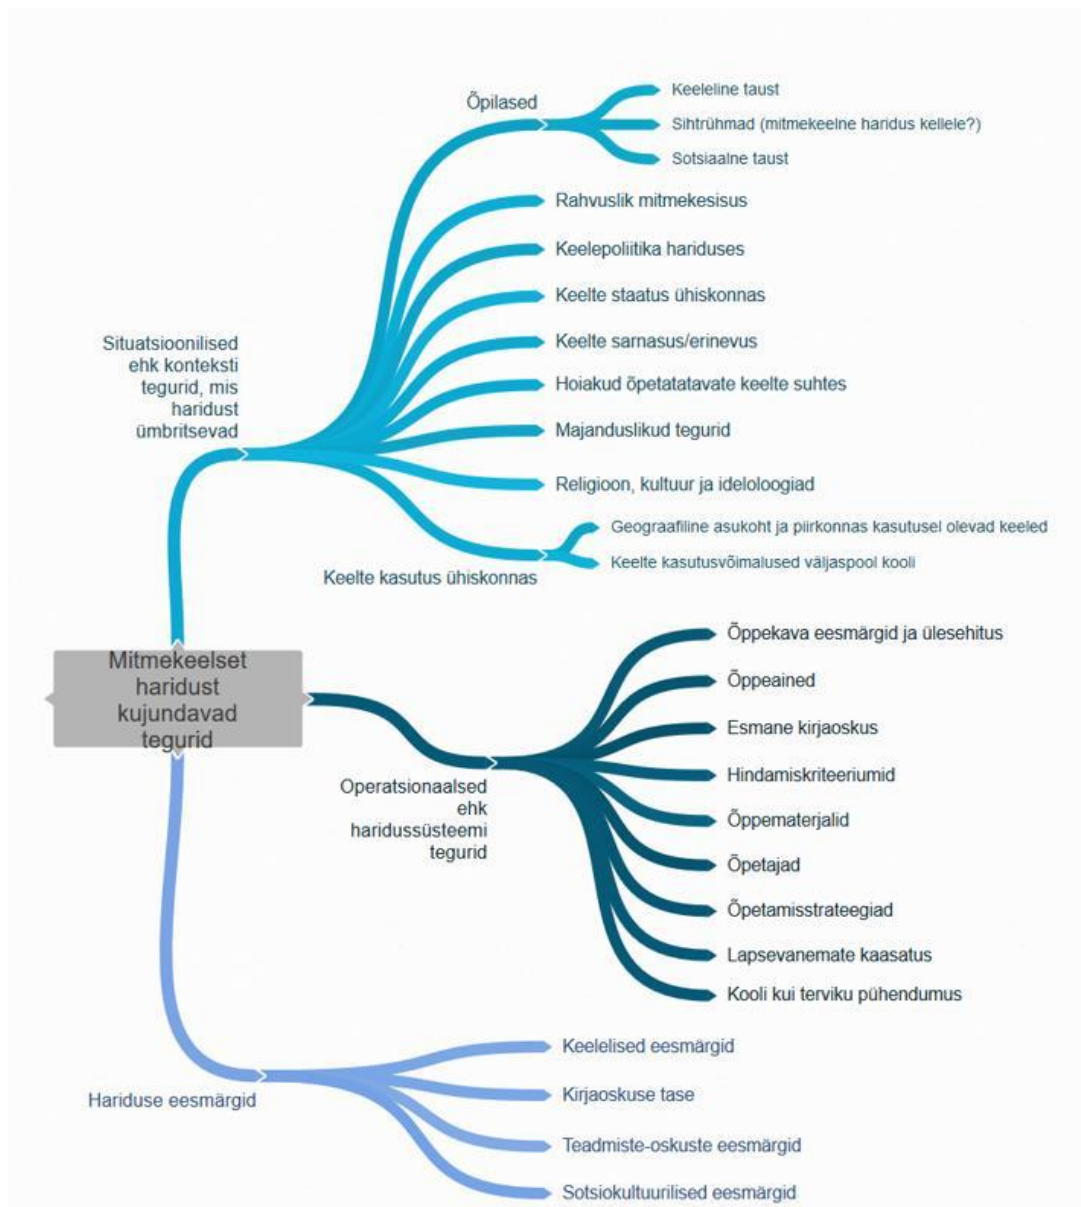 Õpilased
Keeleline taust
Sihtrühmad (mitmekeelne haridus kellele?)
Sotsiaalne taust
Rahvuslik mitmekesisus
Keelepoliitika hariduses
Keelte staatus ühiskonnas
Keelte sarnasus/erinevus
Hoiakud õpetatatavate keelte suhtes
Majanduslikud tegurid
Religioon, kultuur ja ideloloogiad
Situatsioonilised
ehk konteksti
tegurid, mis
haridust
ümbritsevad
Keelte kasutus ühiskonnas
Geograafiline asukoht ja piirkonnas kasutusel olevad keeled
Keelte kasutusvõimalused väljaspool kooli
Mitmekeelset
haridust
kujundavad
tegurid
Operatsionaalsed
ehk
haridussüsteemi
tegurid
Õppekava eesmärgid ja ülesehitus
Õppeained
Esmane kirjaoskus
Hindamiskriteeriumid
Õppematerjalid
Õpetajad
Õpetamisstrateegiad
Lapsevanemate kaasatus
Kooli kui terviku pühendumus
Hariduse eesmärgid
Keelelised eesmärgid
Kirjaoskuse tase
Teadmiste-oskuste eesmärgid
Sotsiokultuurilised eesmärgid